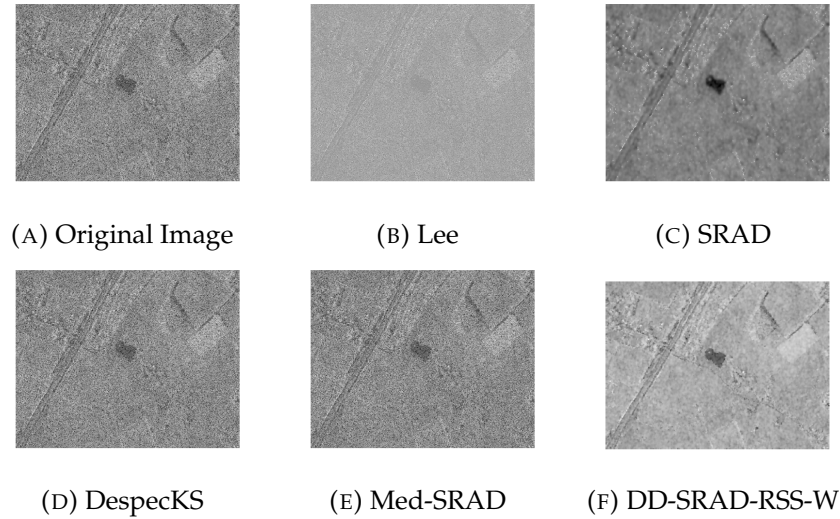 (A) Original Image
(B) Lee
(C) SRAD
(D) DespecKS
(E) Med-SRAD
(F) DD-SRAD-RSS-W